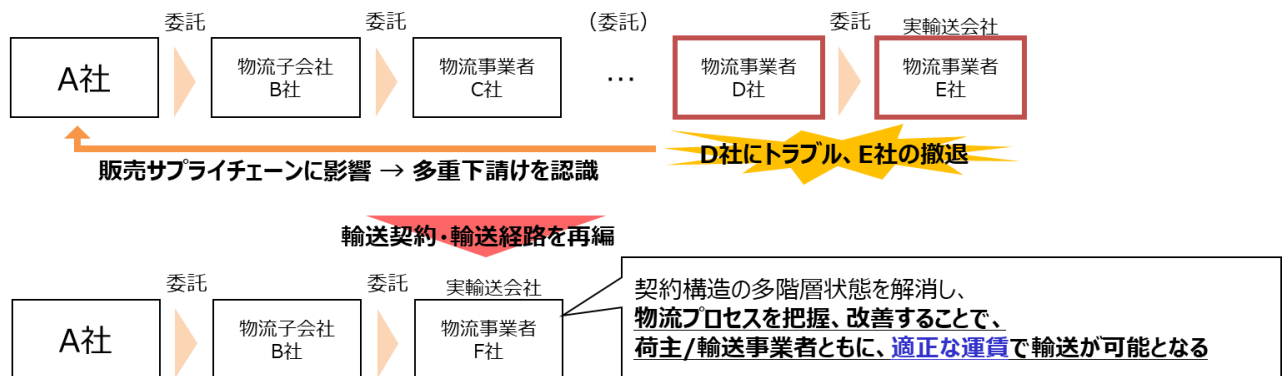 委託
委託
(委託)
委託
実輸送会社
A社
物流子会社
B社
物流事業者
C社
…
物流事業者
D社
物流事業者
E社
D社にトラブル、E社の撤退
販売サプライチェーンに影響 → 多重下請けを認識
輸送契約・輸送経路を再編
委託
委託
実輸送会社
A社
物流子会社
B社
物流事業者
F社
契約構造の多階層状態を解消し、
物流プロセスを把握、改善することで、
荷主/輸送事業者ともに、適正な運賃で輸送が可能となる